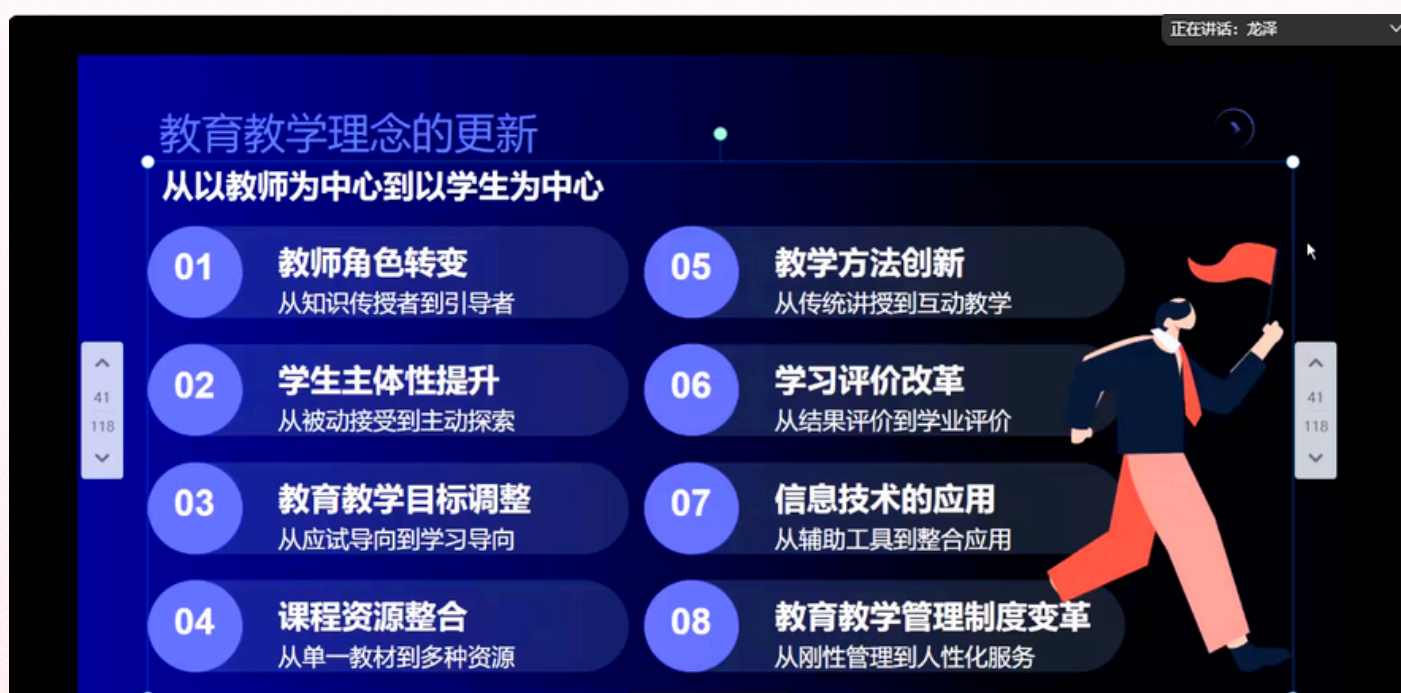 正在讲话：龙泽
教育教学理念的更新
从以教师为中心到以学生为中心
01
教师角色转变
从知识传授者到引导者
02
学生主体性提升
从被动接受到主动探索
03
教育教学目标调整
从应试导向到学习导向
04
课程资源整合
从单一教材到多种资源
05
教学方法创新
从传统讲授到互动教学
06
学习评价改革
从结果评价到学业评价
07
信息技术的应用
从辅助工具到整合应用
08
教育教学管理制度变革
从刚性管理到人性化服务
41
118
41
118